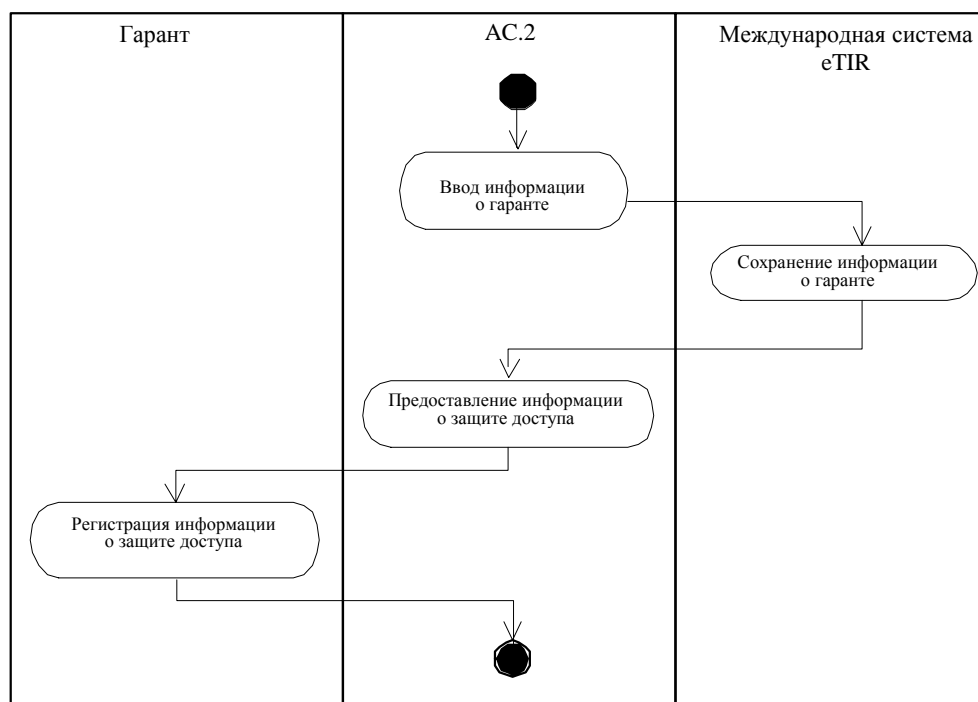 Гарант
АС.2
Международная система
eTIR
Ввод информации
о гаранте
Сохранение информации
о гаранте
Предоставление информации
о защите доступа
Регистрация информации
о защите доступа